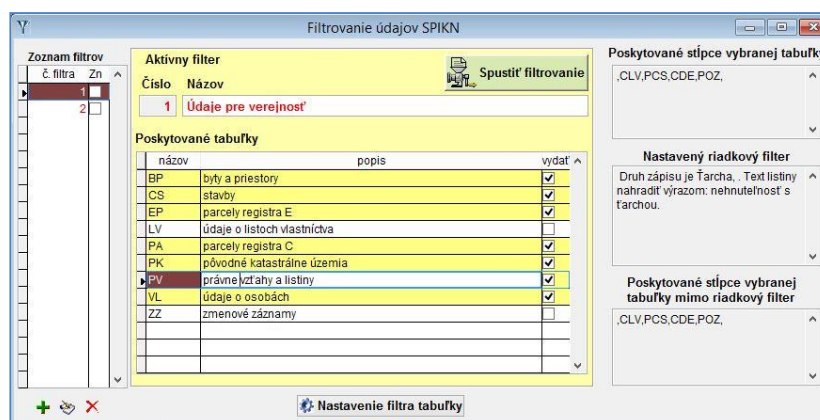 Filtrovanie údajov SPIKN
Zoznam filtrov
č. filtra Zn
1
2
Aktívny filter
Číslo Názov
Spustiť filtrovanie
1 Údaje pre verejnosť
Poskytované tabuľky
názov popis vydať
BP byty a priestory
CS stavby
EP parcely registra E
LV údaje o listoch vlastníctva
PA parcely registra C
PK pôvodné katastrálne územia
PV právne vzťahy a listiny
VL údaje o osobách
ZZ zmenové záznamy
Nastavenie filtra tabuľky
Poskytované stĺpce vybranej tabuľky
,CLV,PCS,CDE,POZ,
Nastavený riadkový filter
Druh zápisu je Ťarcha, . Text listiny
nahradiť výrazom: nehnuteľnosť s
ťarchou.
Poskytované stĺpce vybranej
tabuľky mimo riadkový filter
,CLV,PCS,CDE,POZ,